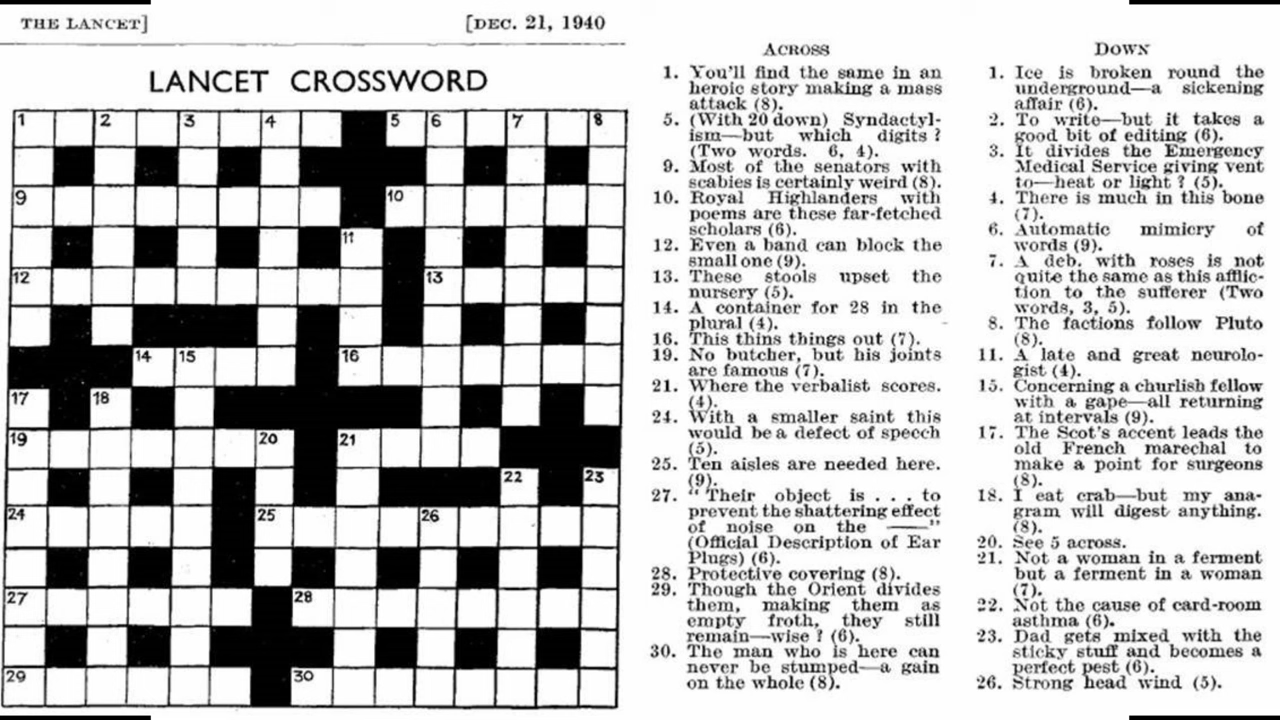 THE LANCET]
[DEC. 21, 1940
LANCET CROSSWORD
1 2 3 4 5 6 7 8
9 10
11
12 13
14 15 16
17 18
19 20 21
22 23
24 25 26
27 28
29 30
ACROSS
1. You'll find the same in an
heroic story making a mass
attack (8).
5. (With 20 down) Syndactyl-
ism—but which digits?
(Two words. 6, 4).
9. Most of the senators with
scabies is certainly weird (8).
10. Royal Highlanders with
poems are these far-fetched
scholars (6).
12. Even a band can block the
small one (9).
13. These stools upset the
nursery (5).
14. A container for 28 in the
plural (4).
16. This thins things out (7).
19. No butcher, but his joints
are famous (7).
21. Where the verbalist scores.
(4).
24. With a smaller saint this
would be a defect of speech
(5).
25. Ten aisles are needed here.
(9).
27. "Their object is . . . to
prevent the shattering effect
of noise on the ——"
(Official Description of Ear
Plugs) (6).
28. Protective covering (8).
29. Though the Orient divides
them, making them as
empty froth, they still
remain—wise? (6).
30. The man who is here can
never be stumped—a gain
on the whole (8).
DOWN
1. Ice is broken round the
underground—a sickening
affair (6).
2. To write—but it takes a
good bit of editing (6).
3. It divides the Emergency
Medical Service giving vent
to—heat or light? (5).
4. There is much in this bone
(7).
6. Automatic mimicry of
words (9).
7. A deb. with roses is not
quite the same as this afflic-
tion to the sufferer (Two
words, 3, 5).
8. The factions follow Pluto
(8).
11. A late and great neurolo-
gist (4).
15. Concerning a churlish fellow
with a gape—all returning
at intervals (9).
17. The Scot's accent leads the
old French marechal to
make a point for surgeons
(8).
18. I eat crab—but my ana-
gram will digest anything.
(8).
20. See 5 across.
21. Not a woman in a ferment
but a ferment in a woman
(7).
22. Not the cause of card-room
asthma (6).
23. Dad gets mixed with the
sticky stuff and becomes a
perfect pest (6).
26. Strong head wind (5).